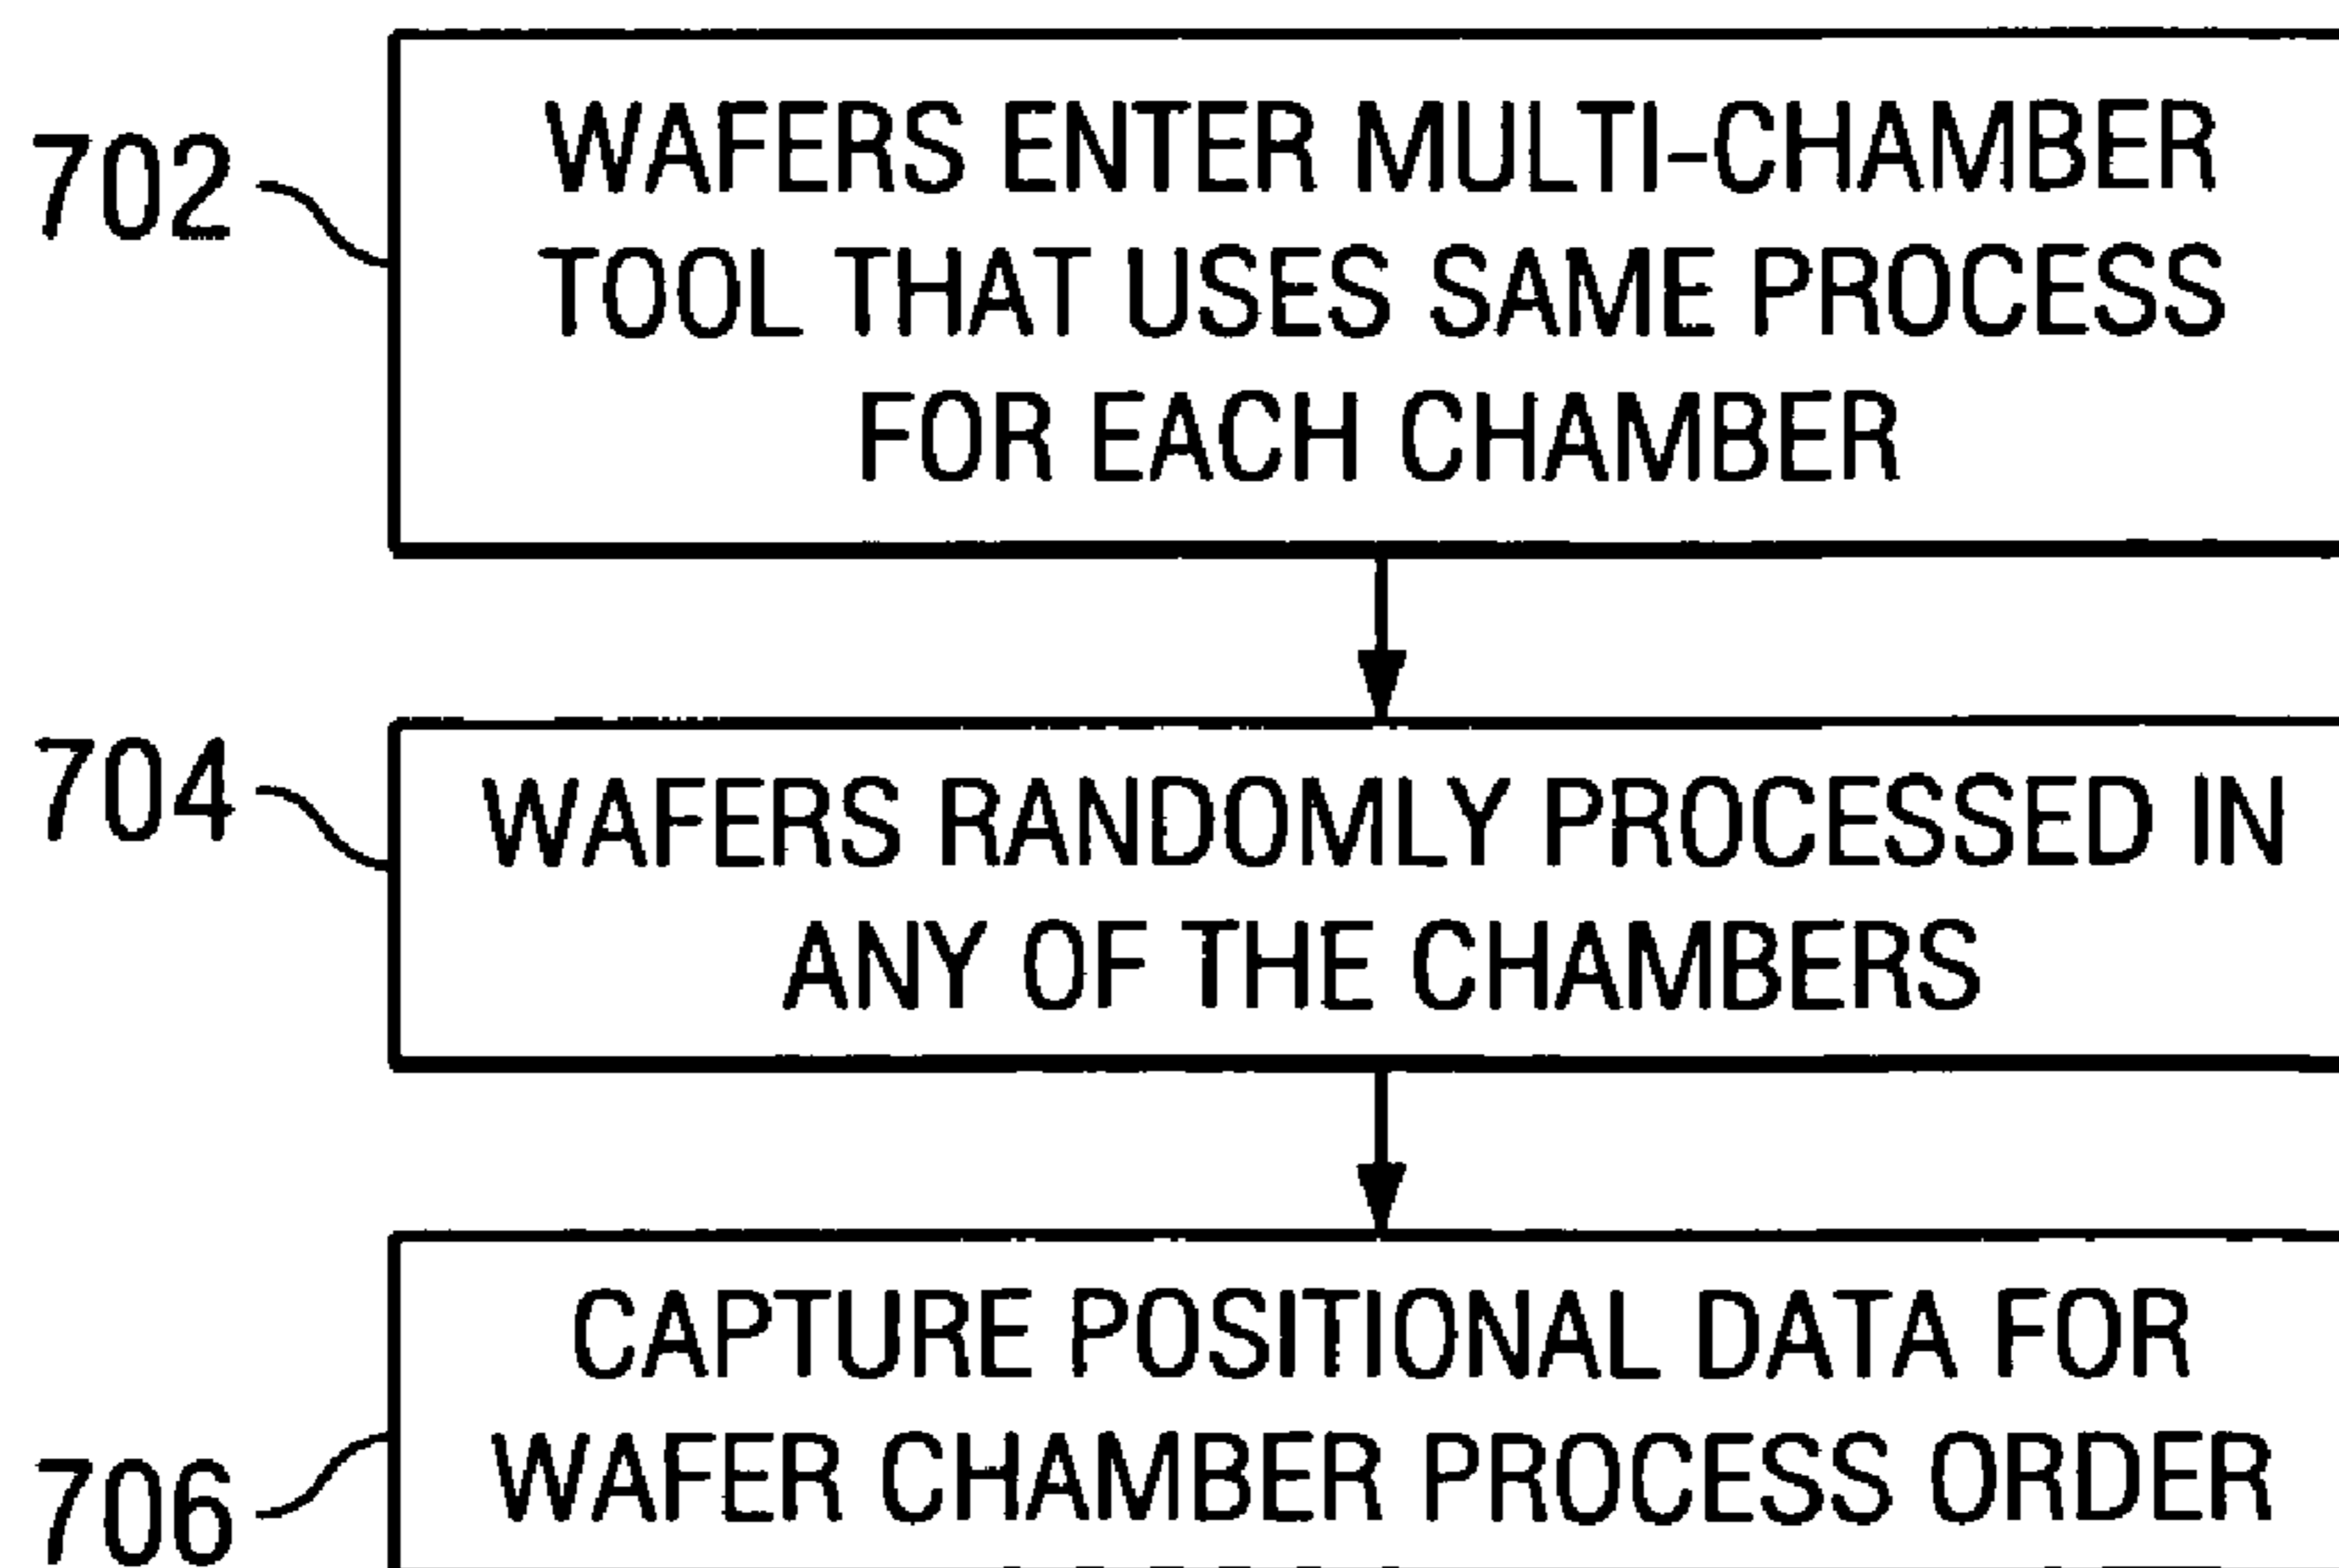 702
WAFERS ENTER MULTI-CHAMBER
TOOL THAT USES SAME PROCESS
FOR EACH CHAMBER
704
WAFERS RANDOMLY PROCESSED IN
ANY OF THE CHAMBERS
706
CAPTURE POSITIONAL DATA FOR
WAFER CHAMBER PROCESS ORDER